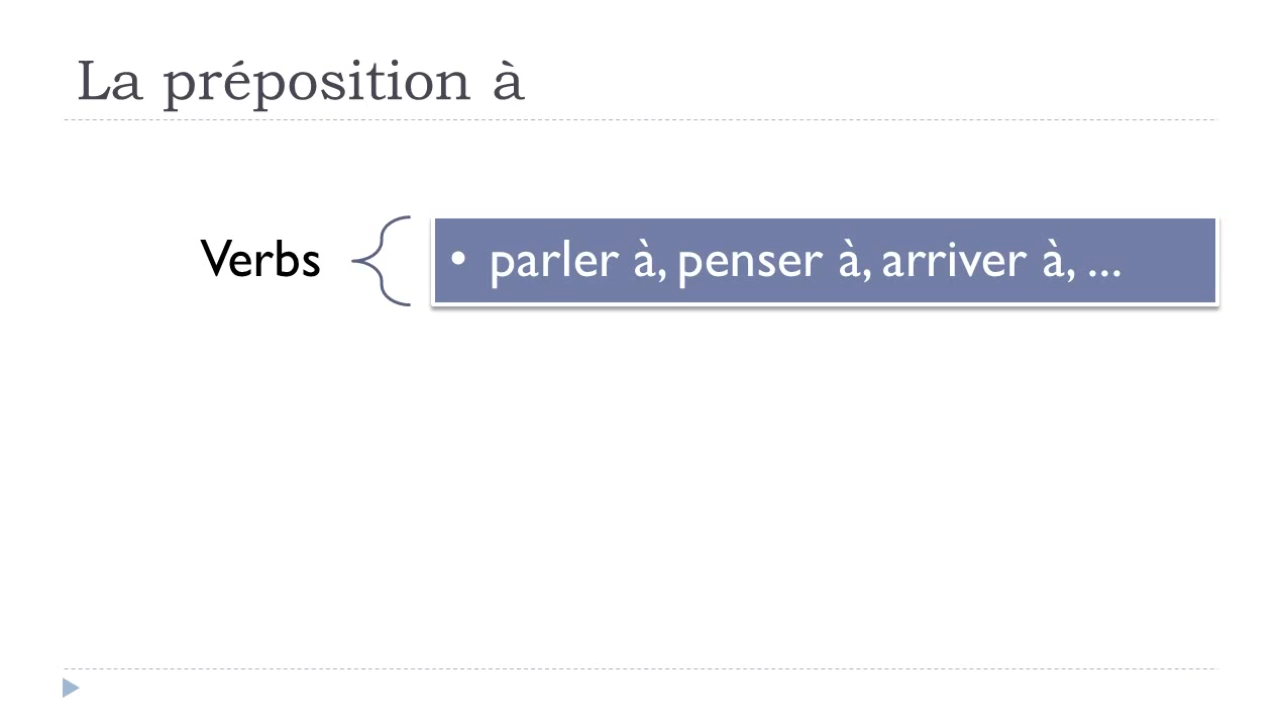 La préposition à
Verbs
• parler à, penser à, arriver à, ...